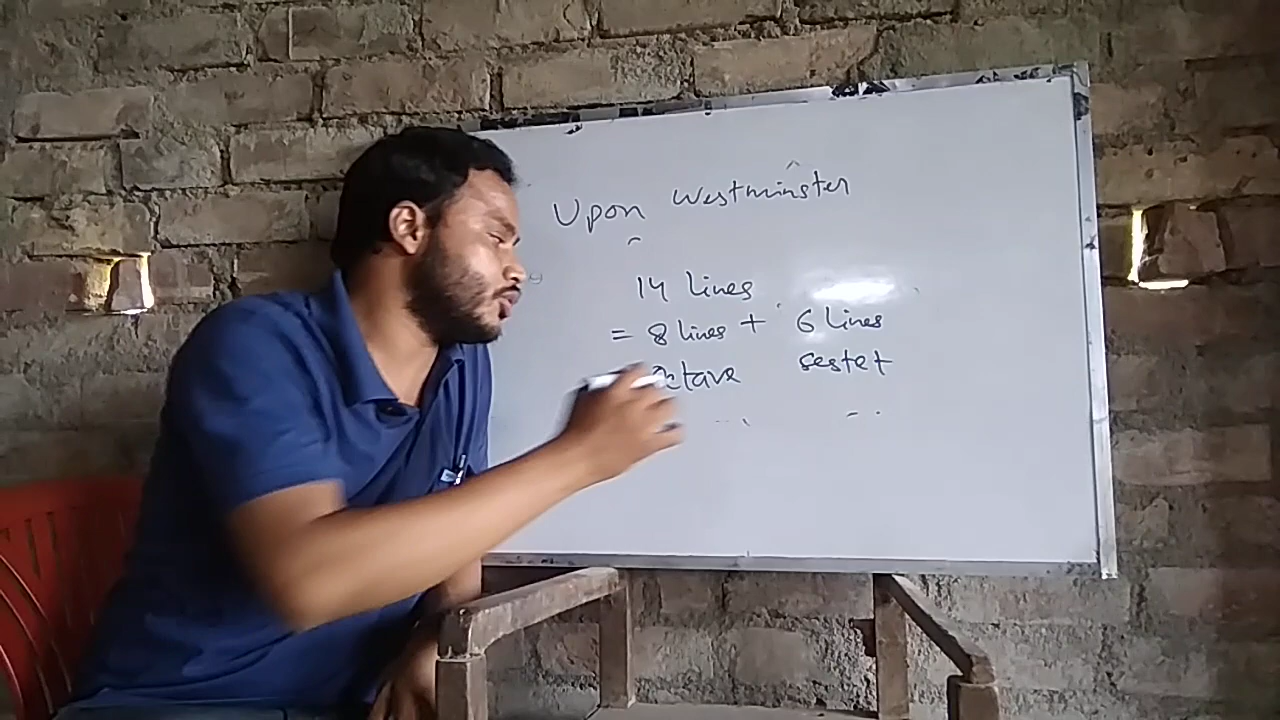 Upon Westminster
14 lines
= 8 lines + 6 Lines
Octave sestet